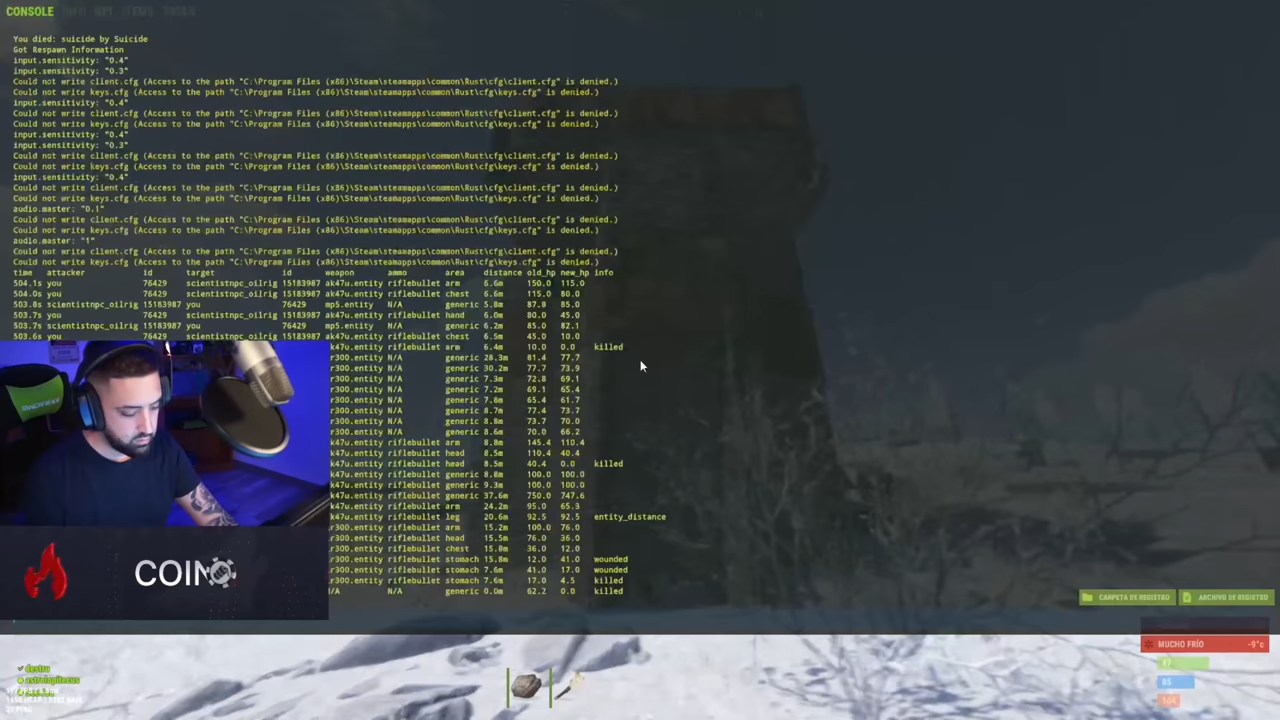 CONSOLE
You died: suicide by Suicide
Got Respawn Information
input.sensitivity: "0.4"
input.sensitivity: "0.3"
Could not write client.cfg (Access to the path "C:\Program Files (x86)\Steam\steamapps\common\Rust\cfg\client.cfg" is denied.)
Could not write keys.cfg (Access to the path "C:\Program Files (x86)\Steam\steamapps\common\Rust\cfg\keys.cfg" is denied.)
input.sensitivity: "0.4"
Could not write client.cfg (Access to the path "C:\Program Files (x86)\Steam\steamapps\common\Rust\cfg\client.cfg" is denied.)
Could not write keys.cfg (Access to the path "C:\Program Files (x86)\Steam\steamapps\common\Rust\cfg\keys.cfg" is denied.)
input.sensitivity: "0.4"
input.sensitivity: "0.3"
Could not write client.cfg (Access to the path "C:\Program Files (x86)\Steam\steamapps\common\Rust\cfg\client.cfg" is denied.)
Could not write keys.cfg (Access to the path "C:\Program Files (x86)\Steam\steamapps\common\Rust\cfg\keys.cfg" is denied.)
input.sensitivity: "0.4"
Could not write client.cfg (Access to the path "C:\Program Files (x86)\Steam\steamapps\common\Rust\cfg\client.cfg" is denied.)
Could not write keys.cfg (Access to the path "C:\Program Files (x86)\Steam\steamapps\common\Rust\cfg\keys.cfg" is denied.)
audio.master: "0.1"
Could not write client.cfg (Access to the path "C:\Program Files (x86)\Steam\steamapps\common\Rust\cfg\client.cfg" is denied.)
Could not write keys.cfg (Access to the path "C:\Program Files (x86)\Steam\steamapps\common\Rust\cfg\keys.cfg" is denied.)
audio.master: "1"
Could not write client.cfg (Access to the path "C:\Program Files (x86)\Steam\steamapps\common\Rust\cfg\client.cfg" is denied.)
Could not write keys.cfg (Access to the path "C:\Program Files (x86)\Steam\steamapps\common\Rust\cfg\keys.cfg" is denied.)
time attacker id target id weapon ammo area distance old_hp new_hp info
504.1s you 76429 scientistnpc_oilrig 15183987 ak47u.entity riflebullet arm 6.6m 150.0 115.0
504.0s you 76429 scientistnpc_oilrig 15183987 ak47u.entity riflebullet chest 6.6m 115.0 80.0
503.8s scientistnpc_oilrig 15183987 you 76429 mp5.entity N/A generic 5.8m 87.8 85.0
503.7s you 76429 scientistnpc_oilrig 15183987 ak47u.entity riflebullet hand 6.0m 80.0 45.0
503.7s scientistnpc_oilrig 15183987 you 76429 mp5.entity N/A generic 6.2m 85.0 82.1
503.6s you 76429 scientistnpc_oilrig 15183987 ak47u.entity riflebullet chest 6.5m 45.0 10.0
k47u.entity riflebullet arm 6.4m 10.0 0.0 killed
r300.entity N/A generic 28.3m 81.4 77.7
r300.entity N/A generic 30.2m 77.7 73.9
r300.entity N/A generic 7.3m 72.8 69.1
r300.entity N/A generic 7.2m 69.1 65.4
r300.entity N/A generic 7.8m 65.4 61.7
r300.entity N/A generic 8.7m 77.4 73.7
r300.entity N/A generic 8.8m 73.7 70.0
r300.entity N/A generic 8.6m 70.0 66.2
k47u.entity riflebullet arm 8.8m 145.4 110.4
k47u.entity riflebullet head 8.5m 110.4 40.4
k47u.entity riflebullet head 8.5m 40.4 0.0 killed
k47u.entity riflebullet generic 8.8m 100.0 100.0
k47u.entity riflebullet generic 9.3m 100.0 100.0
k47u.entity riflebullet generic 37.6m 750.0 747.6
k47u.entity riflebullet arm 24.2m 95.0 65.3
k47u.entity riflebullet leg 20.6m 92.5 92.5 entity_distance
r300.entity riflebullet arm 15.2m 100.0 76.0
r300.entity riflebullet head 15.5m 76.0 36.0
r300.entity riflebullet chest 15.8m 36.0 12.0
r300.entity riflebullet stomach 15.8m 12.0 41.0 wounded
r300.entity riflebullet stomach 7.6m 41.0 17.0 wounded
r300.entity riflebullet stomach 7.6m 17.0 4.5 killed
/A N/A generic 0.0m 62.2 0.0 killed
COIN
CARPETA DE REGISTRO
ARCHIVO DE REGISTRO
MUCHO FRÍO -9°c
85
104
destru
astrolopitecus